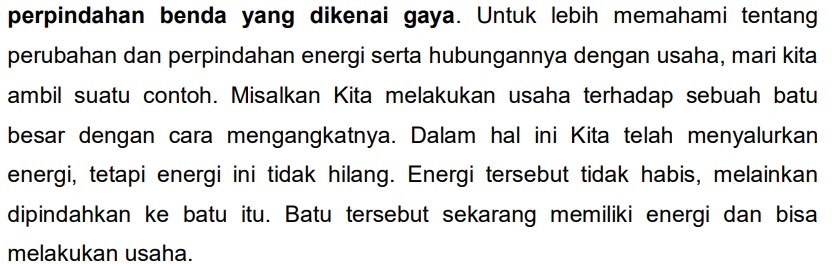 perpindahan benda yang dikenai gaya. Untuk lebih memahami tentang
perubahan dan perpindahan energi serta hubungannya dengan usaha, mari kita
ambil suatu contoh. Misalkan Kita melakukan usaha terhadap sebuah batu
besar dengan cara mengangkatnya. Dalam hal ini Kita telah menyalurkan
energi, tetapi energi ini tidak hilang. Energi tersebut tidak habis, melainkan
dipindahkan ke batu itu. Batu tersebut sekarang memiliki energi dan bisa
melakukan usaha.